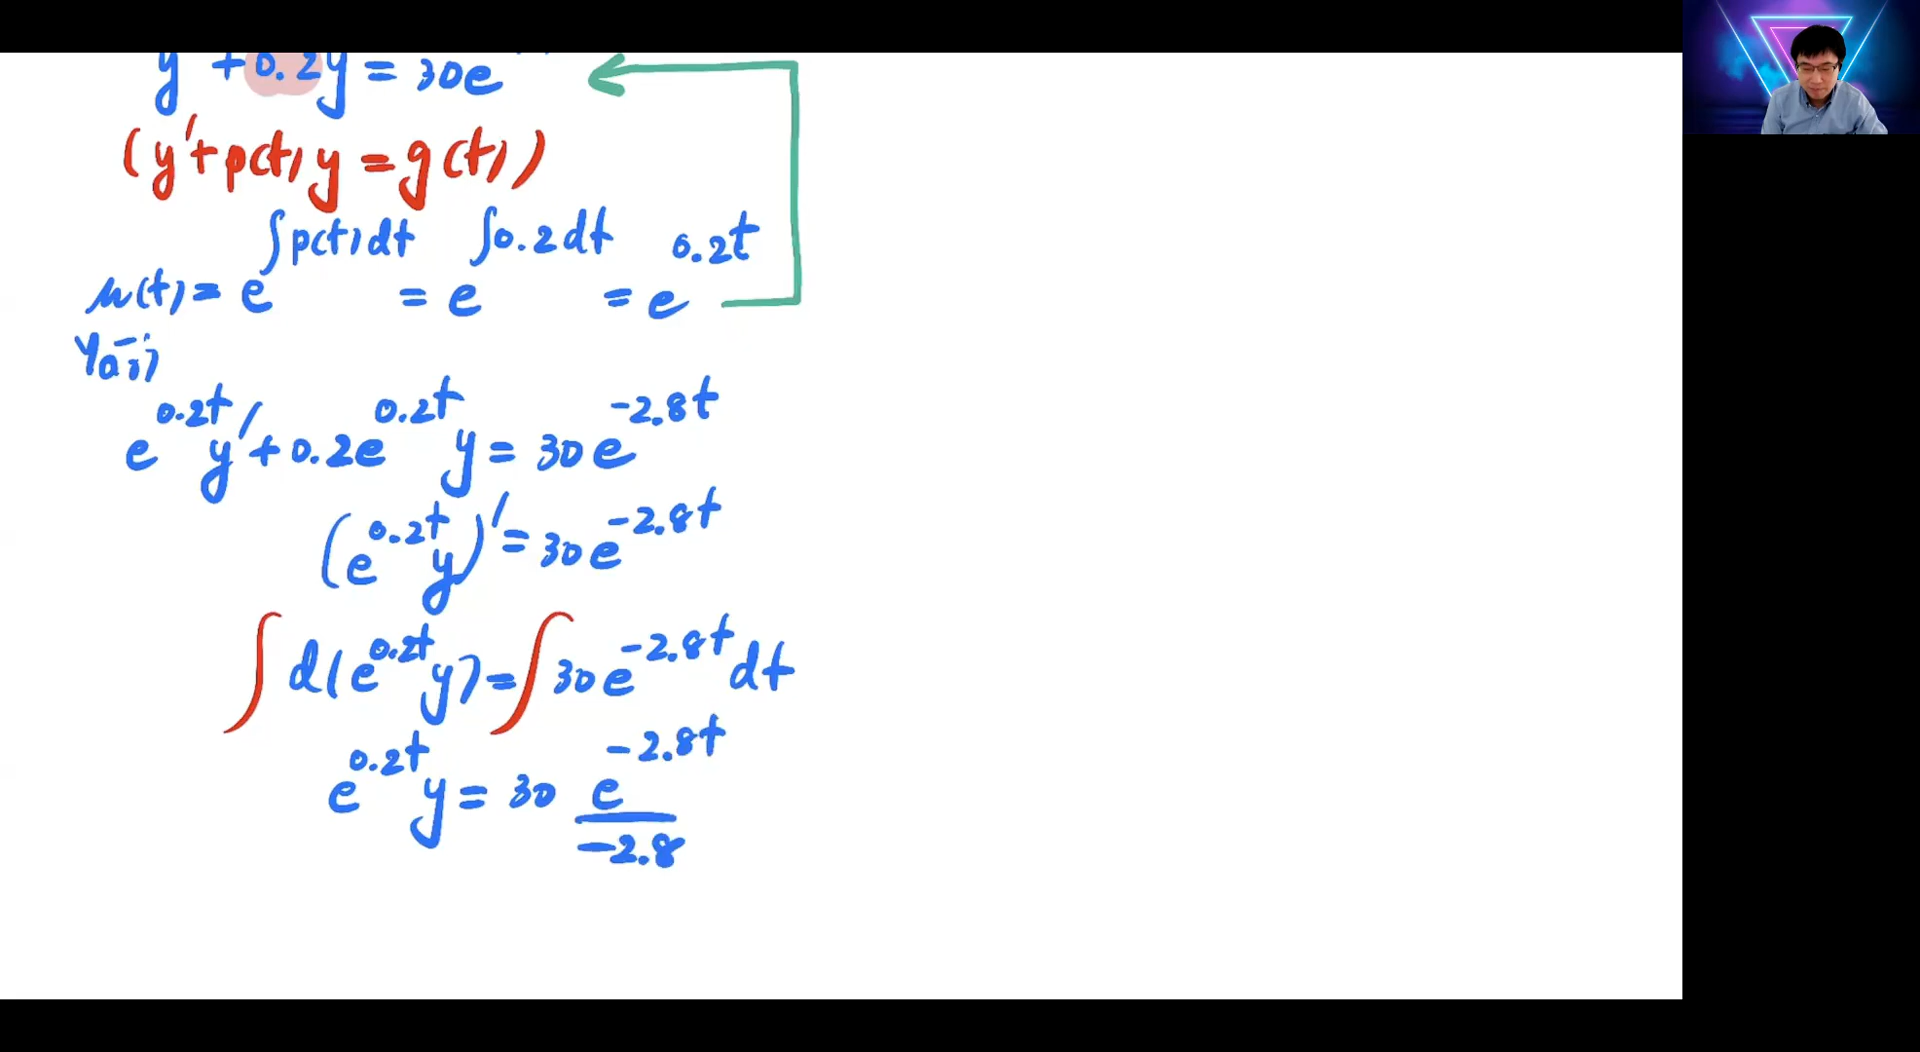 y + 0.2y = 30e
(y' + p(t)y = g(t))
μ(t) = e^{∫p(t)dt} = e^{∫0.2dt} = e^{0.2t}
e^{0.2t}y' + 0.2e^{0.2t}y = 30e^{-2.8t}
(e^{0.2t}y)' = 30e^{-2.8t}
∫d(e^{0.2t}y) = ∫30e^{-2.8t}dt
e^{0.2t}y = 30 \frac{e^{-2.8t}}{-2.8}